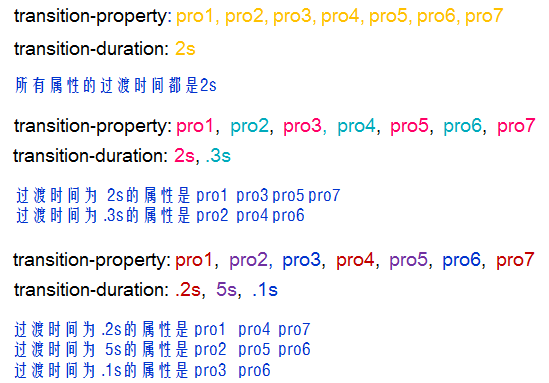 transition-property: pro1, pro2, pro3, pro4, pro5, pro6, pro7
transition-duration: 2s
所有属性的过渡时间都是2s
transition-property: pro1, pro2, pro3, pro4, pro5, pro6, pro7
transition-duration: 2s, .3s
过渡时间为 2s的属性是 pro1 pro3 pro5 pro7
过渡时间为 .3s的属性是 pro2 pro4 pro6
transition-property: pro1, pro2, pro3, pro4, pro5, pro6, pro7
transition-duration: .2s, 5s, .1s
过渡时间为 .2s的属性是 pro1 pro4 pro7
过渡时间为 5s的属性是 pro2 pro5 pro6
过渡时间为 .1s的属性是 pro3 pro6